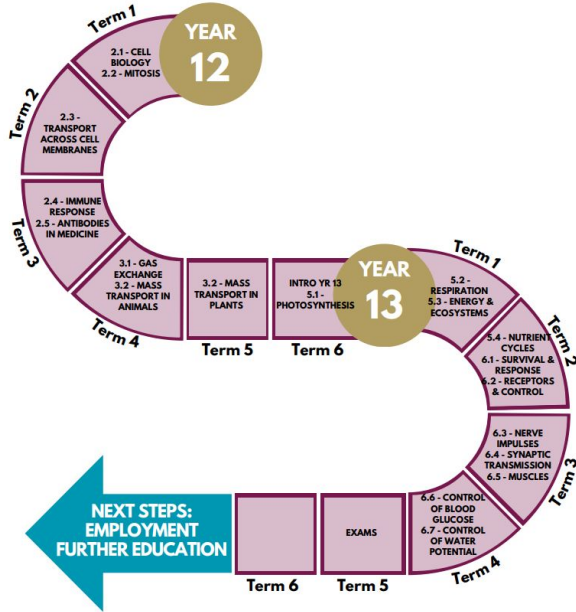 Term 1
YEAR
12
2.1 - CELL
BIOLOGY
2.2 - MITOSIS
Term 2
2.3 -
TRANSPORT
ACROSS CELL
MEMBRANES
Term 3
2.4 - IMMUNE
RESPONSE
2.5 - ANTIBODIES
IN MEDICINE
Term 4
3.1 - GAS
EXCHANGE
3.2 - MASS
TRANSPORT IN
ANIMALS
3.2 - MASS
TRANSPORT IN
PLANTS
Term 5
INTRO YR 13
5.1 -
PHOTOSYNTHESIS
Term 6
YEAR
13
Term 1
5.2 -
RESPIRATION
5.3 - ENERGY &
ECOSYSTEMS
Term 2
5.4 - NUTRIENT
CYCLES
6.1 - SURVIVAL &
RESPONSE
6.2 - RECEPTORS
& CONTROL
Term 3
6.3 - NERVE
IMPULSES
6.4 - SYNAPTIC
TRANSMISSION
6.5 - MUSCLES
6.6 - CONTROL
OF BLOOD
GLUCOSE
6.7 - CONTROL
OF WATER
POTENTIAL
Term 4
EXAMS
Term 5
Term 6
NEXT STEPS:
EMPLOYMENT
FURTHER EDUCATION